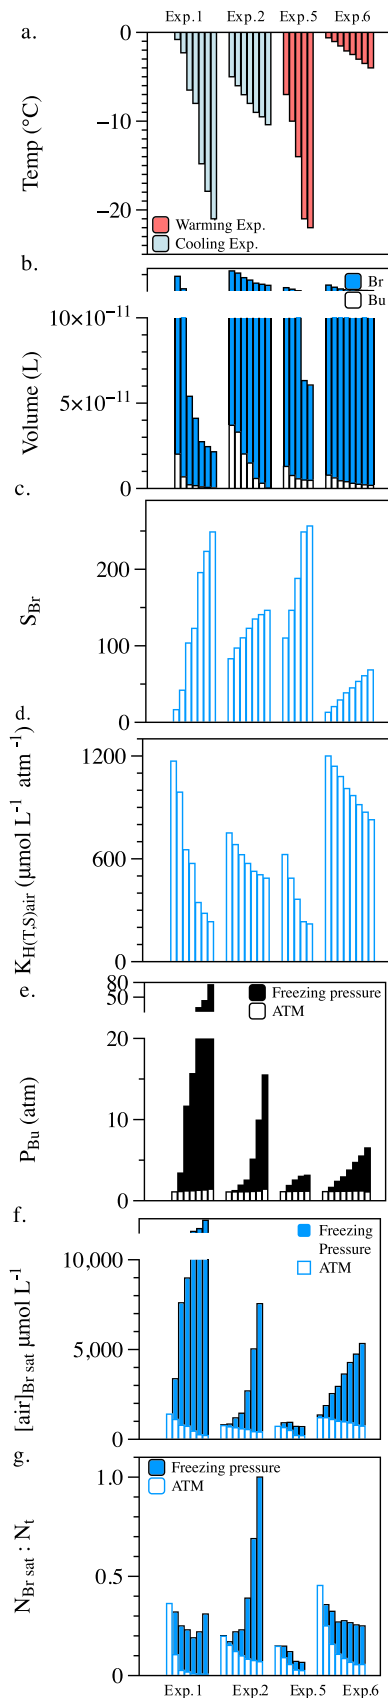 Exp.1 Exp.2 Exp.5 Exp.6
a.
0
−10
−20
Temp (°C)
Warming Exp.
Cooling Exp.
b.
Br
Bu
10×10⁻¹¹
5×10⁻¹¹
0
Volume (L)
c.
200
100
0
S_Br
d.
1200
600
0
K_H(T,S)air (μmol L⁻¹ atm⁻¹)
e.
80
50
20
10
0
P_Bu (atm)
Freezing pressure
ATM
f.
Freezing
Pressure
ATM
10,000
5,000
0
[air]_Br sat μmol L⁻¹
g.
Freezing pressure
ATM
1.0
0.5
0
N_Br sat : N_t
Exp.1 Exp.2 Exp.5 Exp.6